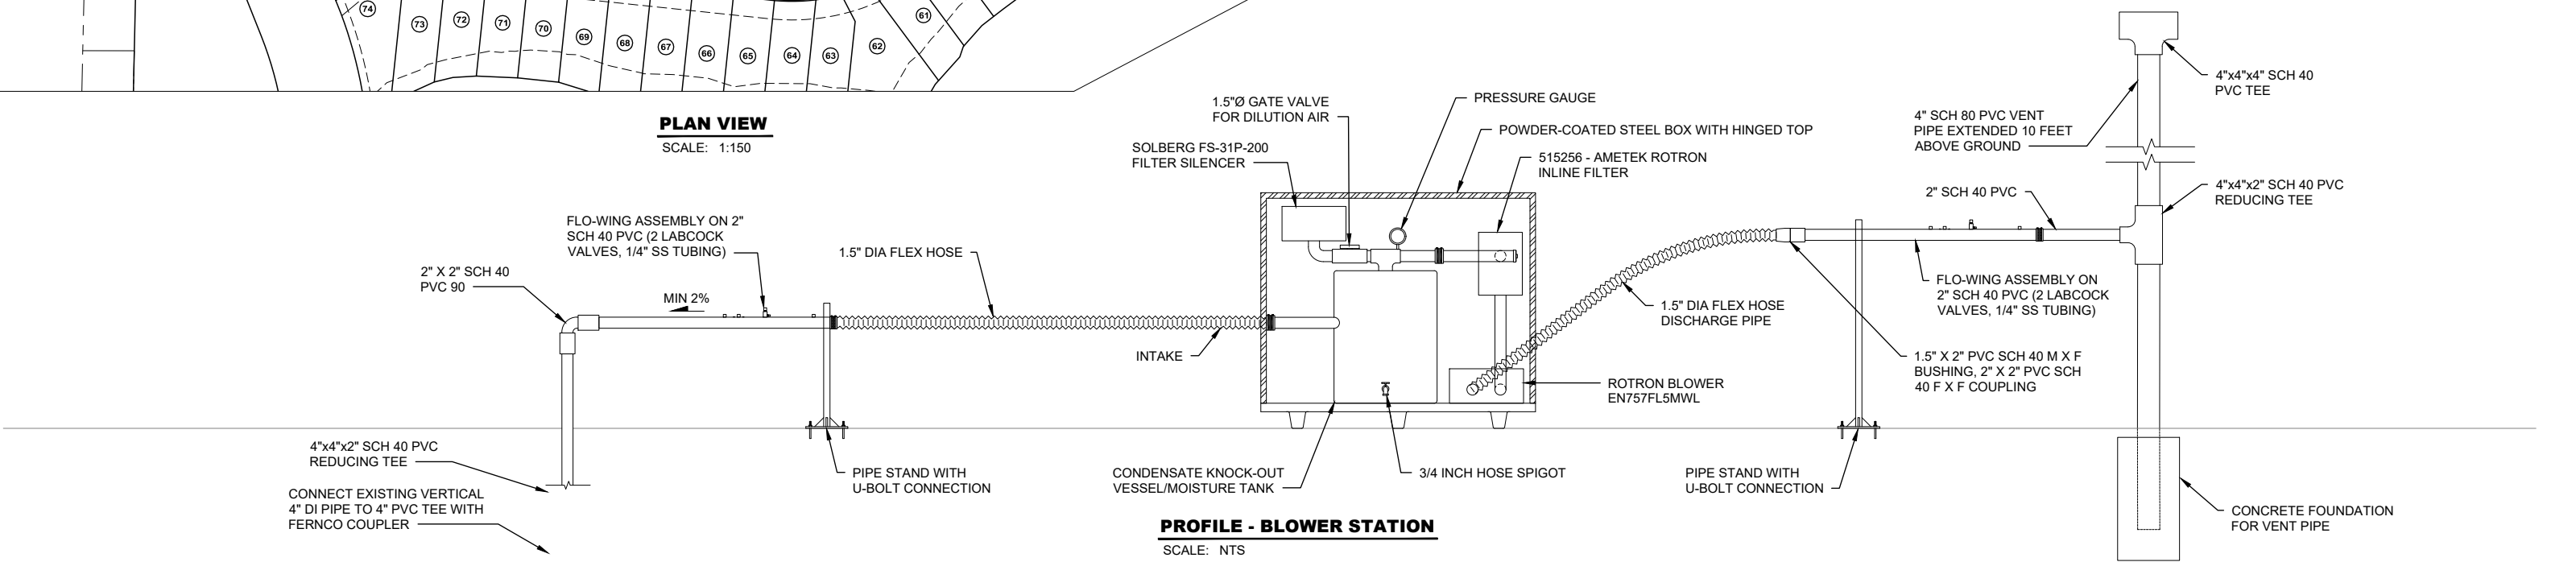 74
73
72
71
70
69
68
67
66
65
64
63
62
61
PLAN VIEW
SCALE: 1:150
1.5"Ø GATE VALVE
FOR DILUTION AIR
PRESSURE GAUGE
SOLBERG FS-31P-200
FILTER SILENCER
POWDER-COATED STEEL BOX WITH HINGED TOP
515256 - AMETEK ROTRON
INLINE FILTER
4"x4"x4" SCH 40
PVC TEE
4" SCH 80 PVC VENT
PIPE EXTENDED 10 FEET
ABOVE GROUND
2" SCH 40 PVC
4"x4"x2" SCH 40 PVC
REDUCING TEE
FLO-WING ASSEMBLY ON 2"
SCH 40 PVC (2 LABCOCK
VALVES, 1/4" SS TUBING)
1.5" DIA FLEX HOSE
2" X 2" SCH 40
PVC 90
MIN 2%
INTAKE
1.5" DIA FLEX HOSE
DISCHARGE PIPE
FLO-WING ASSEMBLY ON
2" SCH 40 PVC (2 LABCOCK
VALVES, 1/4" SS TUBING)
1.5" X 2" PVC SCH 40 M X F
BUSHING, 2" X 2" PVC SCH
40 F X F COUPLING
ROTRON BLOWER
EN757FL5MWL
4"x4"x2" SCH 40 PVC
REDUCING TEE
CONNECT EXISTING VERTICAL
4" DI PIPE TO 4" PVC TEE WITH
FERNCO COUPLER
PIPE STAND WITH
U-BOLT CONNECTION
CONDENSATE KNOCK-OUT
VESSEL/MOISTURE TANK
3/4 INCH HOSE SPIGOT
PIPE STAND WITH
U-BOLT CONNECTION
CONCRETE FOUNDATION
FOR VENT PIPE
PROFILE - BLOWER STATION
SCALE: NTS